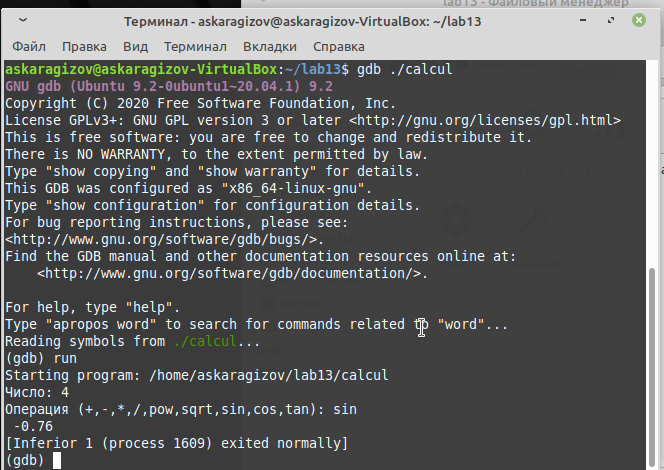 lab13 - Файловый менеджер
Терминал - askaragizov@askaragizov-VirtualBox: ~/lab13
Файл Правка Вид Терминал Вкладки Справка
askaragizov@askaragizov-VirtualBox:~/lab13$ gdb ./calcul
GNU gdb (Ubuntu 9.2-0ubuntu1~20.04.1) 9.2
Copyright (C) 2020 Free Software Foundation, Inc.
License GPLv3+: GNU GPL version 3 or later <http://gnu.org/licenses/gpl.html>
This is free software: you are free to change and redistribute it.
There is NO WARRANTY, to the extent permitted by law.
Type "show copying" and "show warranty" for details.
This GDB was configured as "x86_64-linux-gnu".
Type "show configuration" for configuration details.
For bug reporting instructions, please see:
<http://www.gnu.org/software/gdb/bugs/>.
Find the GDB manual and other documentation resources online at:
    <http://www.gnu.org/software/gdb/documentation/>.
For help, type "help".
Type "apropos word" to search for commands related to "word"...
Reading symbols from ./calcul...
(gdb) run
Starting program: /home/askaragizov/lab13/calcul
Число: 4
Операция (+,-,*,/,pow,sqrt,sin,cos,tan): sin
 -0.76
[Inferior 1 (process 1609) exited normally]
(gdb)